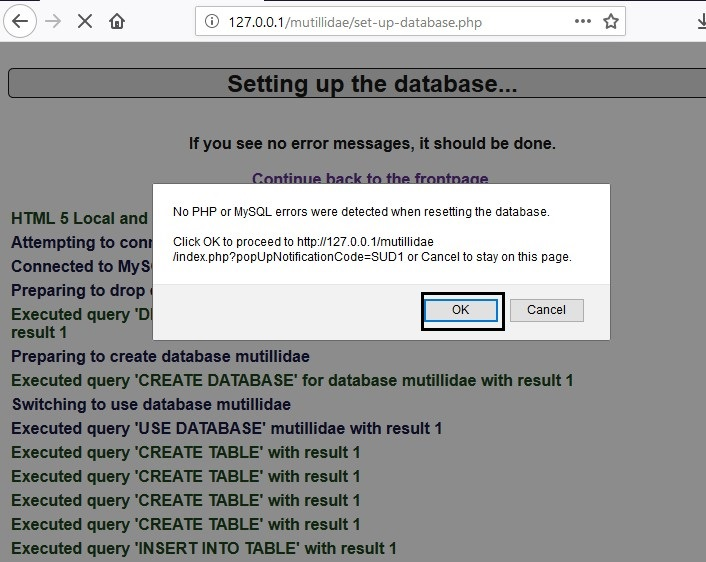 127.0.0.1/mutillidae/set-up-database.php
Setting up the database...
If you see no error messages, it should be done.
Continue back to the frontpage
No PHP or MySQL errors were detected when resetting the database.
Click OK to proceed to http://127.0.0.1/mutillidae
/index.php?popUpNotificationCode=SUD1 or Cancel to stay on this page.
OK Cancel
HTML 5 Local and
Attempting to
Connected to
Preparing to drop
Executed query
result 1
Preparing to create database mutillidae
Executed query 'CREATE DATABASE' for database mutillidae with result 1
Switching to use database mutillidae
Executed query 'USE DATABASE' mutillidae with result 1
Executed query 'CREATE TABLE' with result 1
Executed query 'CREATE TABLE' with result 1
Executed query 'CREATE TABLE' with result 1
Executed query 'CREATE TABLE' with result 1
Executed query 'INSERT INTO TABLE' with result 1